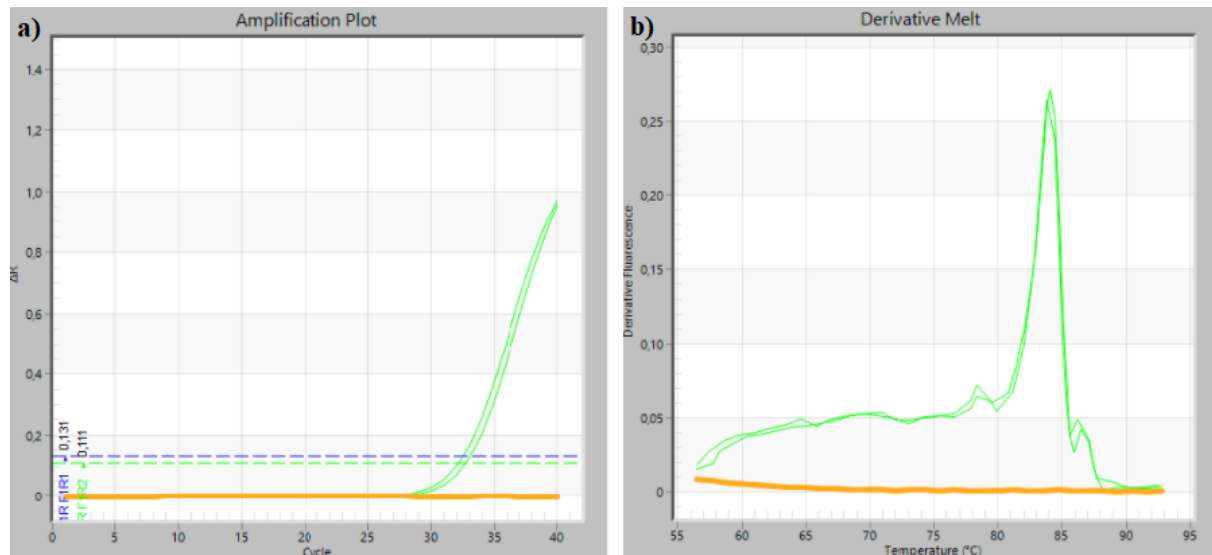 a)
Amplification Plot
1,4
1,2
1,0
0,8
0,6
0,4
0,2
0
ΔR
0,131
0,111
1R F1R1
R F1R2
0 5 10 15 20 25 30 35 40
Cycle
b)
Derivative Melt
0,30
0,25
0,20
0,15
0,10
0,05
0
Derivative Fluorescence
55 60 65 70 75 80 85 90 95
Temperature (°C)